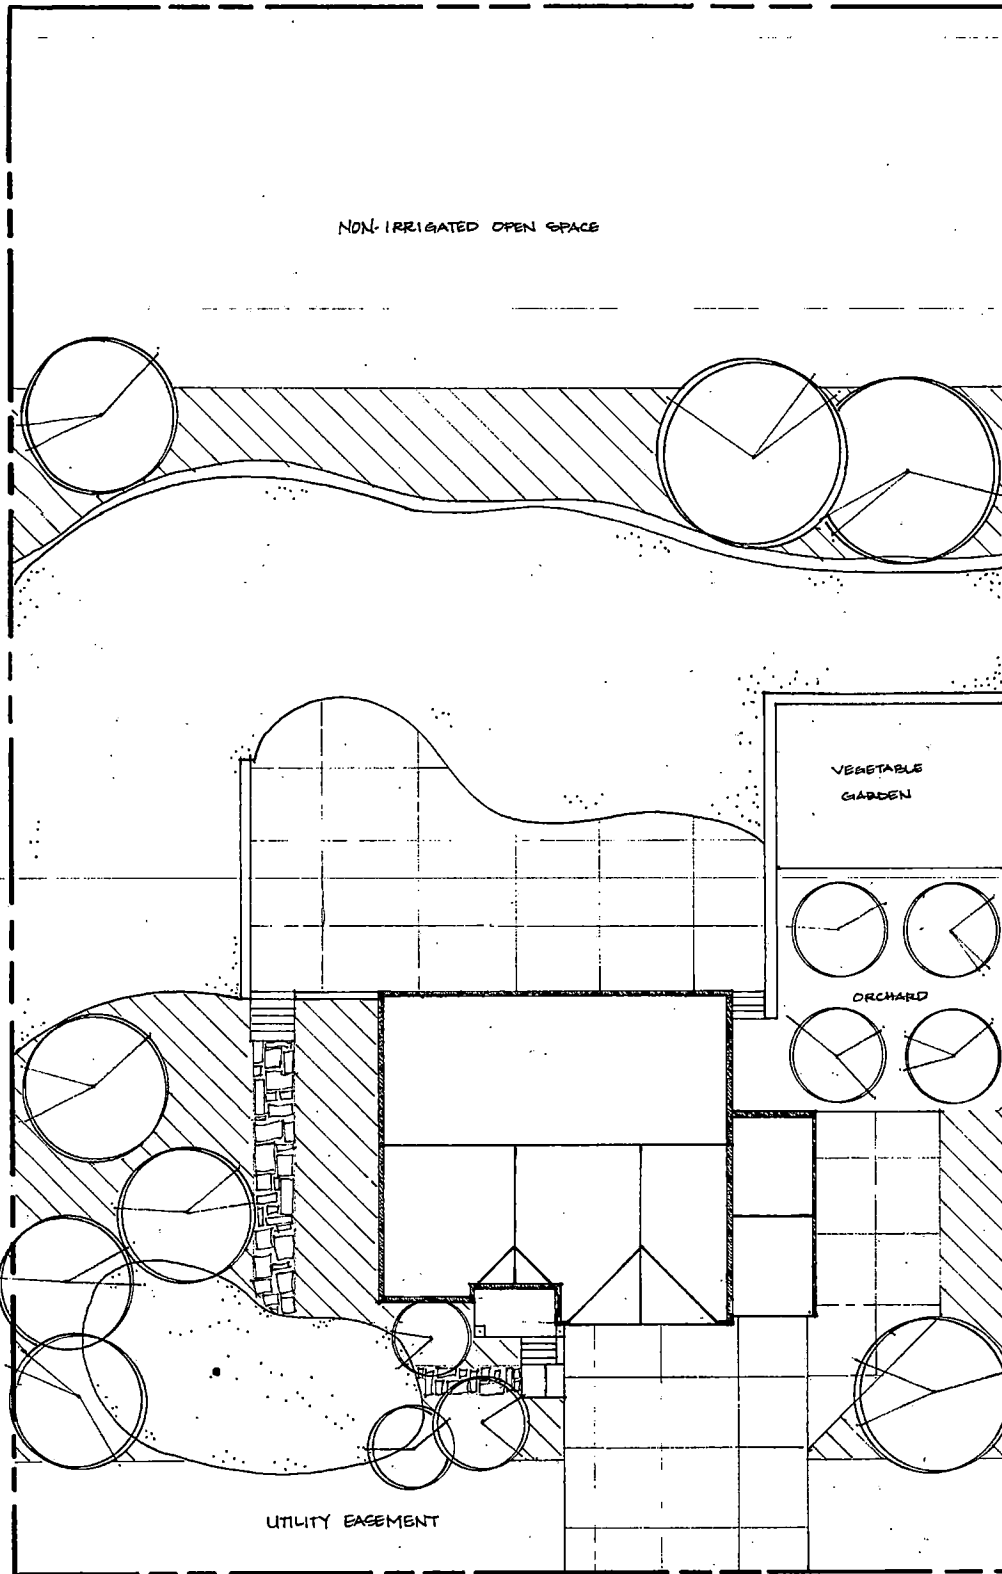 NON-IRRIGATED OPEN SPACE
VEGETABLE
GARDEN
ORCHARD
UTILITY EASEMENT